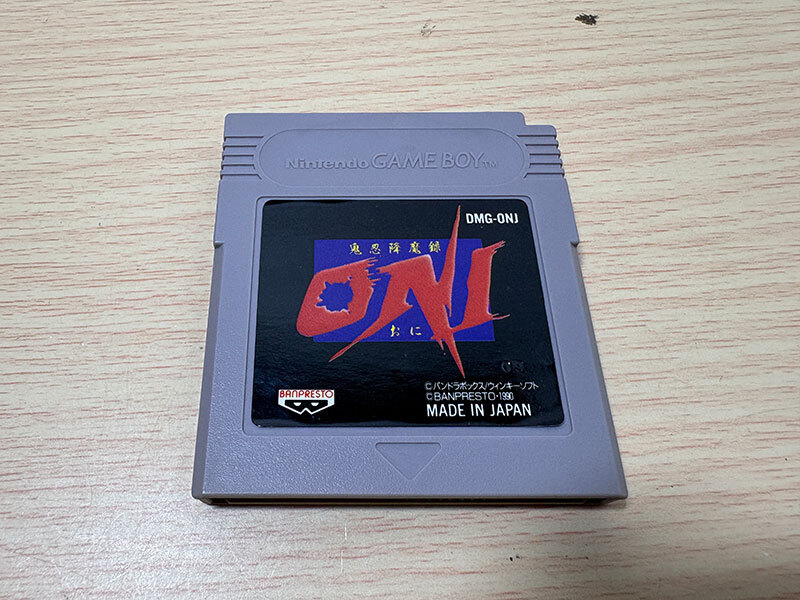 Nintendo GAME BOY TM
DMG-ONJ
鬼忍降魔録
ONI
おに
BANPRESTO
©パンドラボックス/ウィンキーソフト
©BANPRESTO・1990
MADE IN JAPAN